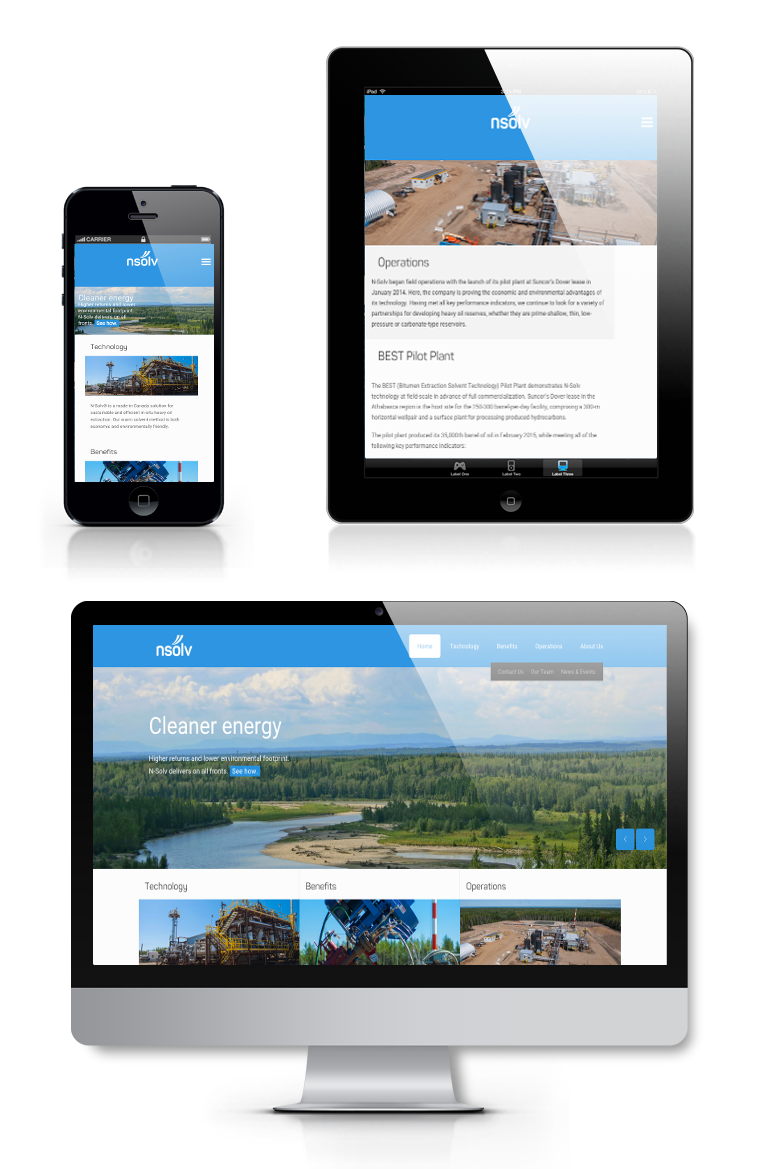 iPad
nsolv
Operations
N-Solv began field operations with the launch of its pilot plant at Suncor's Dover lease in
January 2014. Here, the company is proving the economic and environmental advantages of
its technology. Having met all key performance indicators, we continue to look for a variety of
partnerships for developing heavy oil reserves, whether they are prime shallow, thin, low-
pressure or carbonate-type reservoirs.
BEST Pilot Plant
The BEST (Bitumen Extraction Solvent Technology) Pilot Plant demonstrates N-Solv
technology at field-scale in advance of full commercialization. Suncor's Dover lease in the
Athabasca region is the host site for the 250-300 barrel-per-day facility, comprising a 300-m
horizontal wellpair and a surface plant for processing produced hydrocarbons.
The pilot plant produced its 35,000th barrel of oil in February 2015, while meeting all of the
following key performance indicators:
Label One
Label Two
Label Three
CARRIER
nsolv
Cleaner energy
Higher returns and lower
environmental footprint.
N-Solv delivers on all
fronts. See how.
Technology
N-Solv® is a made in Canada solution for
sustainable and efficient in-situ heavy oil
extraction. Our warm solvent method is both
economic and environmentally friendly.
Benefits
nsolv
Home Technology Benefits Operations About Us
Contact Us Our Team News & Events
Cleaner energy
Higher returns and lower environmental footprint.
N-Solv delivers on all fronts. See how.
Technology Benefits Operations